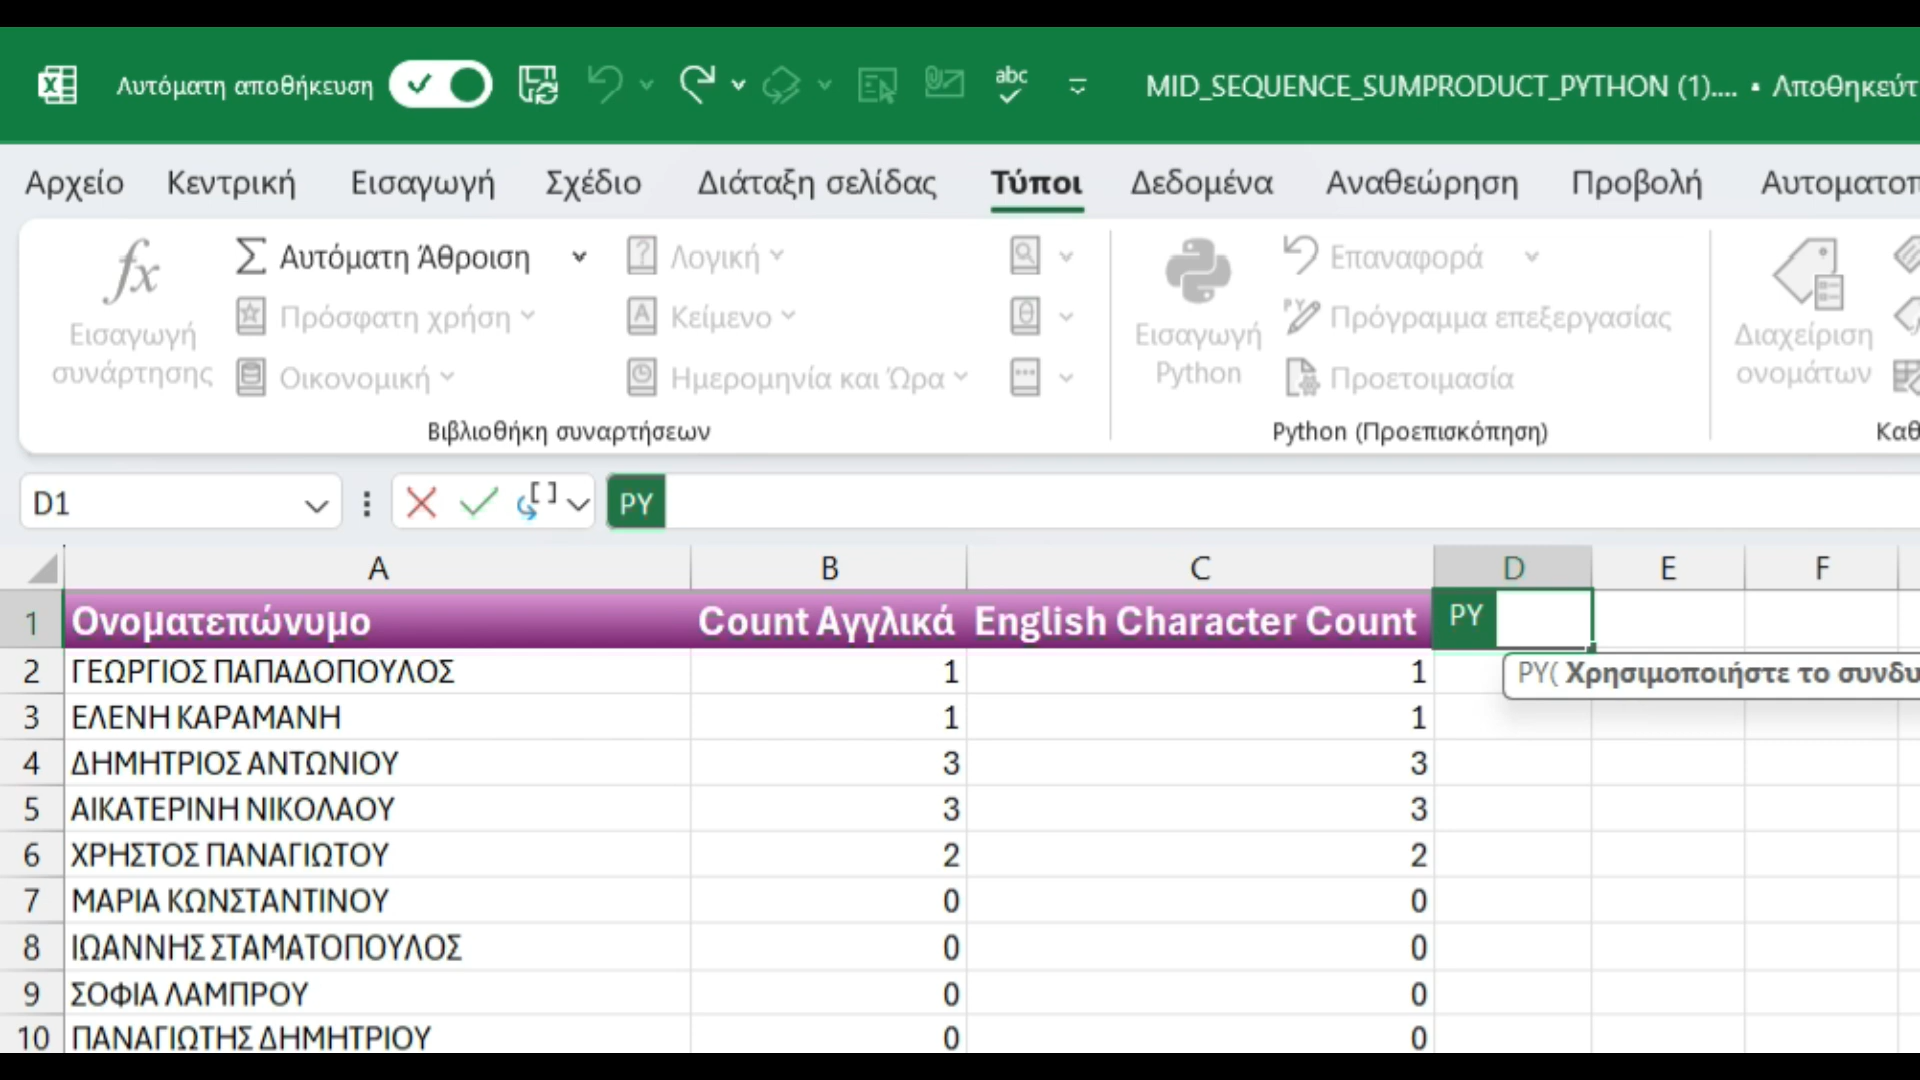 Αυτόματη αποθήκευση
abc
MID_SEQUENCE_SUMPRODUCT_PYTHON (1).... • Αποθηκεύτ
Αρχείο Κεντρική Εισαγωγή Σχέδιο Διάταξη σελίδας Τύποι Δεδομένα Αναθεώρηση Προβολή Αυτοματοπ
fx Εισαγωγή συνάρτησης
Αυτόματη Άθροιση
Πρόσφατη χρήση
Οικονομική
Λογική
Κείμενο
Ημερομηνία και Ώρα
Βιβλιοθήκη συναρτήσεων
Εισαγωγή
Python
Επαναφορά
Πρόγραμμα επεξεργασίας
Προετοιμασία
Python (Προεπισκόπηση)
Διαχείριση
ονομάτων
Καθ
D1 PY
A B C D E F
1 Ονοματεπώνυμο Count Αγγλικά English Character Count PY
PY( Χρησιμοποιήστε το συνδυ
2 ΓΕΩΡΓΙΟΣ ΠΑΠΑΔΟΠΟΥΛΟΣ 1 1
3 ΕΛΕΝΗ ΚΑΡΑΜΑΝΗ 1 1
4 ΔΗΜΗΤΡΙΟΣ ΑΝΤΩΝΙΟΥ 3 3
5 ΑΙΚΑΤΕΡΙΝΗ ΝΙΚΟΛΑΟΥ 3 3
6 ΧΡΗΣΤΟΣ ΠΑΝΑΓΙΩΤΟΥ 2 2
7 ΜΑΡΙΑ ΚΩΝΣΤΑΝΤΙΝΟΥ 0 0
8 ΙΩΑΝΝΗΣ ΣΤΑΜΑΤΟΠΟΥΛΟΣ 0 0
9 ΣΟΦΙΑ ΛΑΜΠΡΟΥ 0 0
10 ΠΑΝΑΓΙΩΤΗΣ ΔΗΜΗΤΡΙΟΥ 0 0